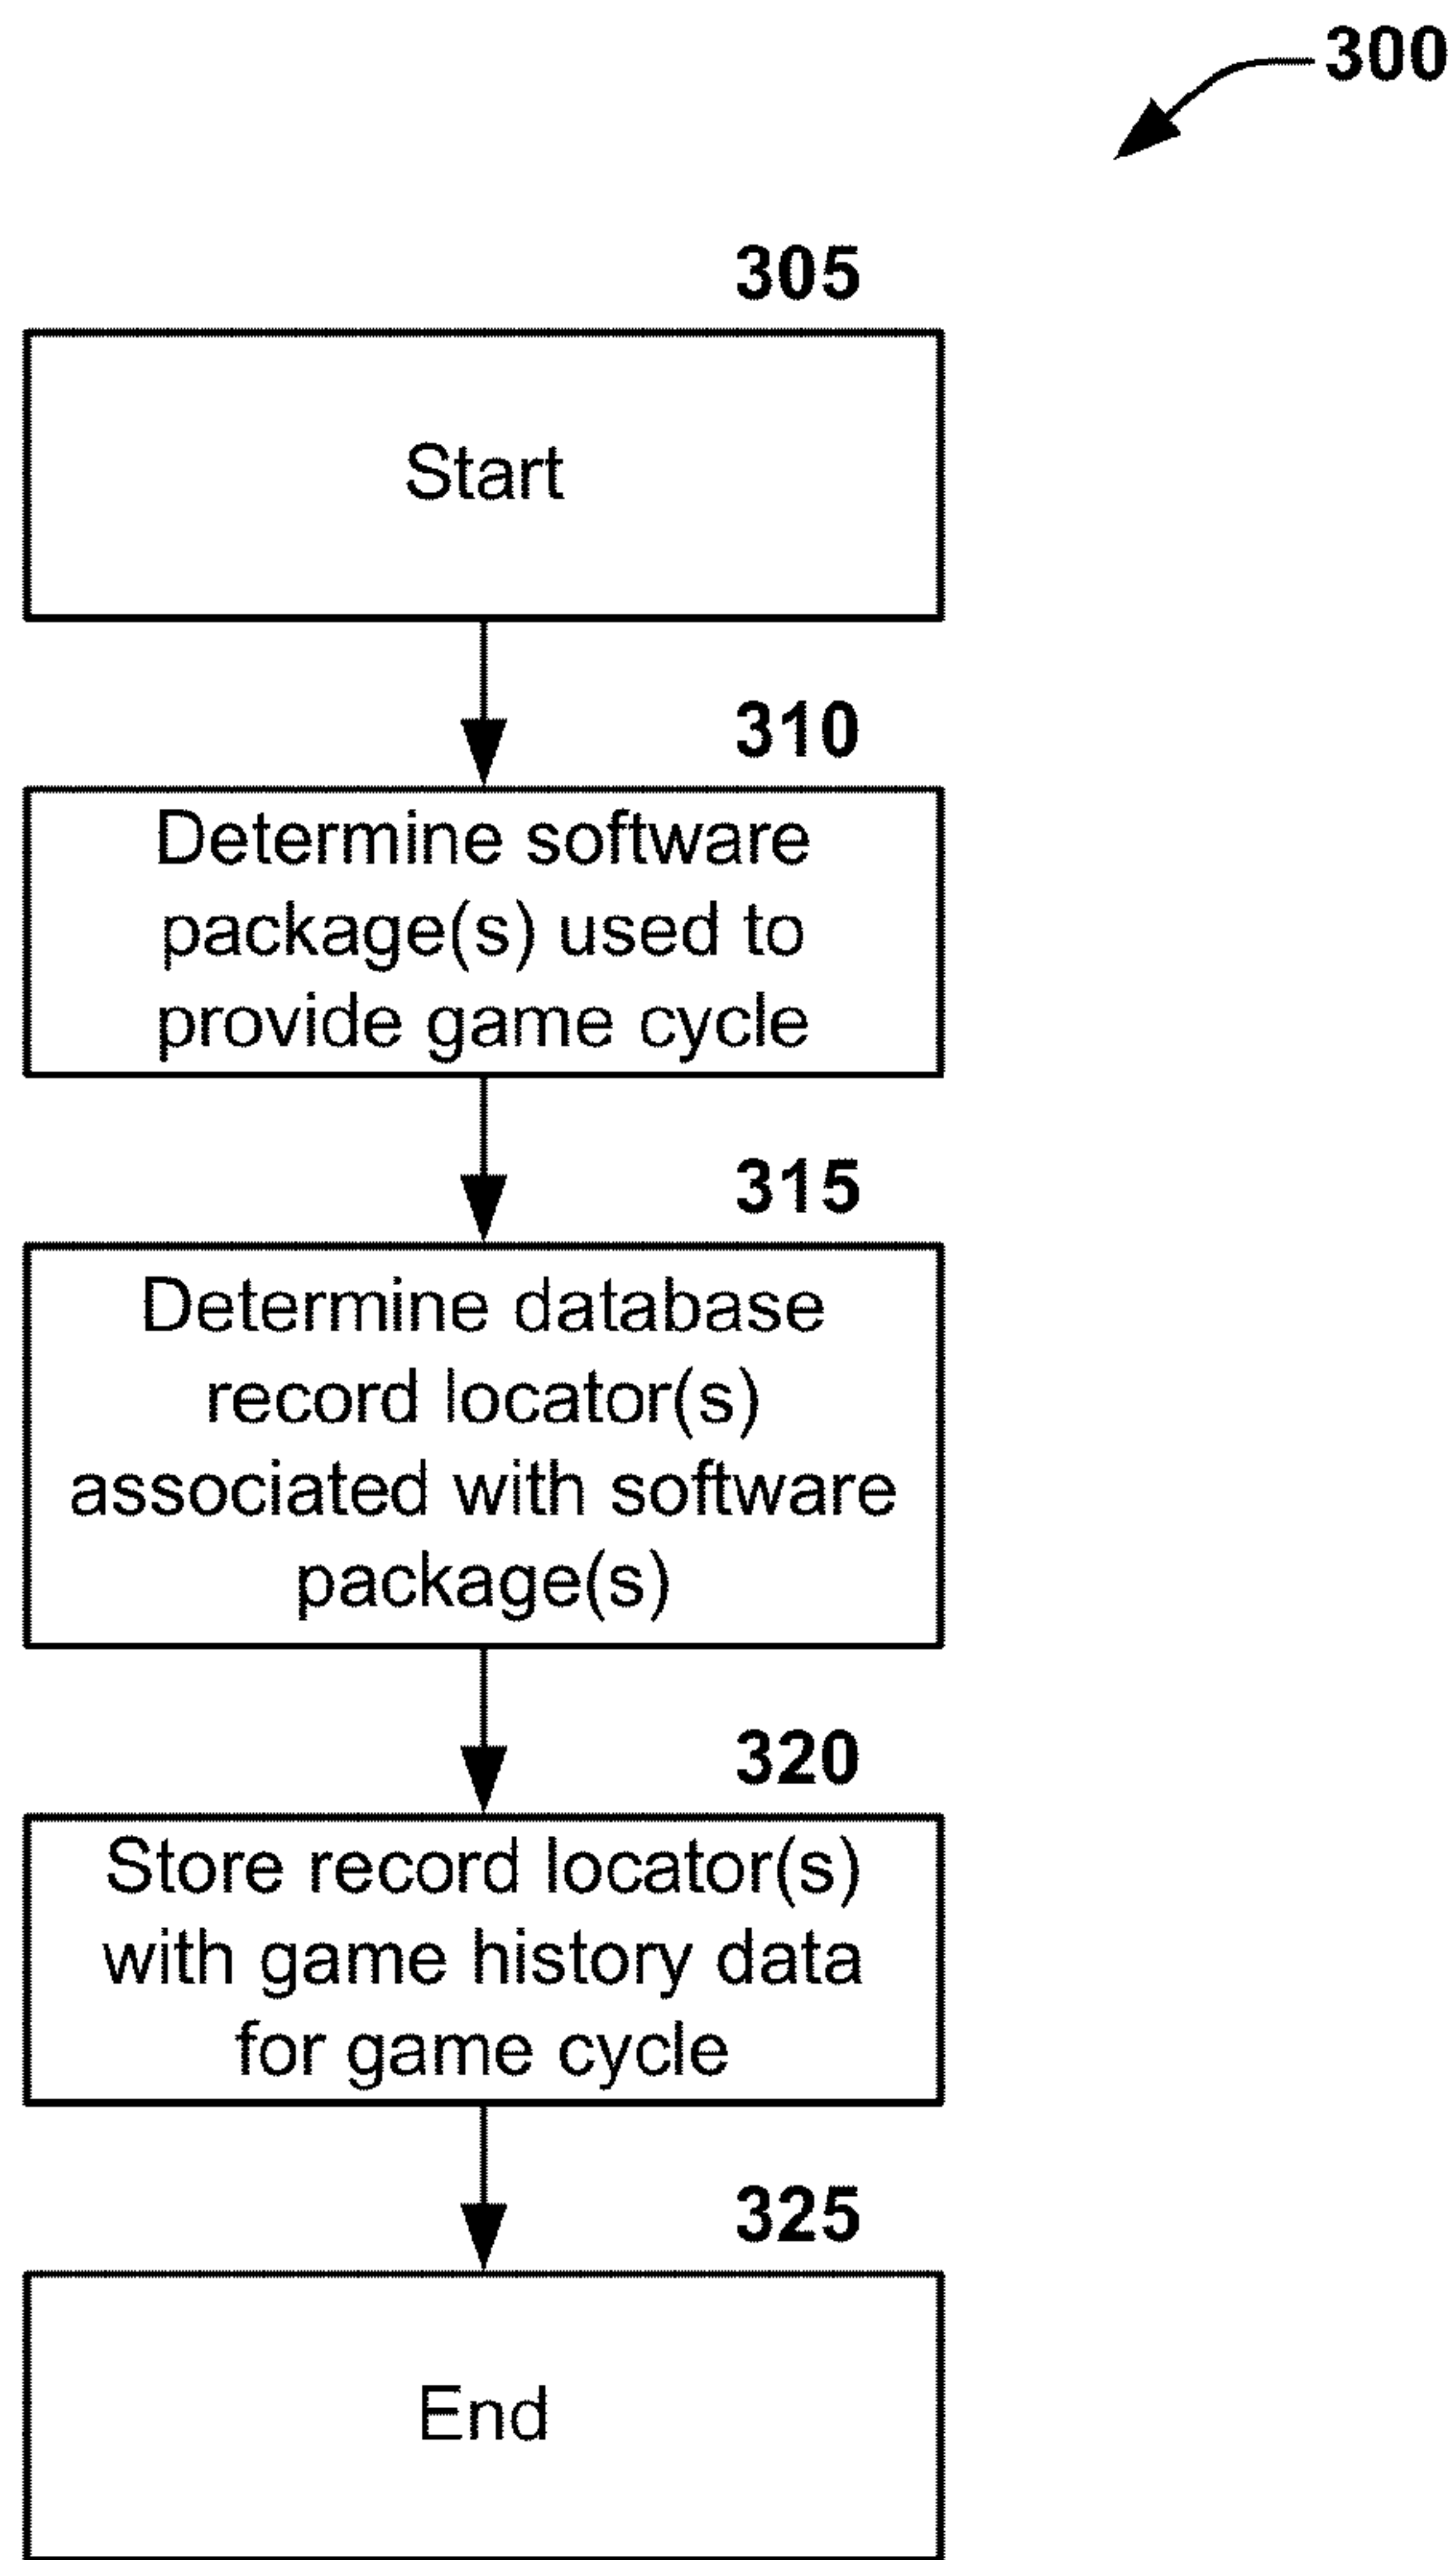 300
305
Start
310
Determine software
package(s) used to
provide game cycle
315
Determine database
record locator(s)
associated with software
package(s)
320
Store record locator(s)
with game history data
for game cycle
325
End